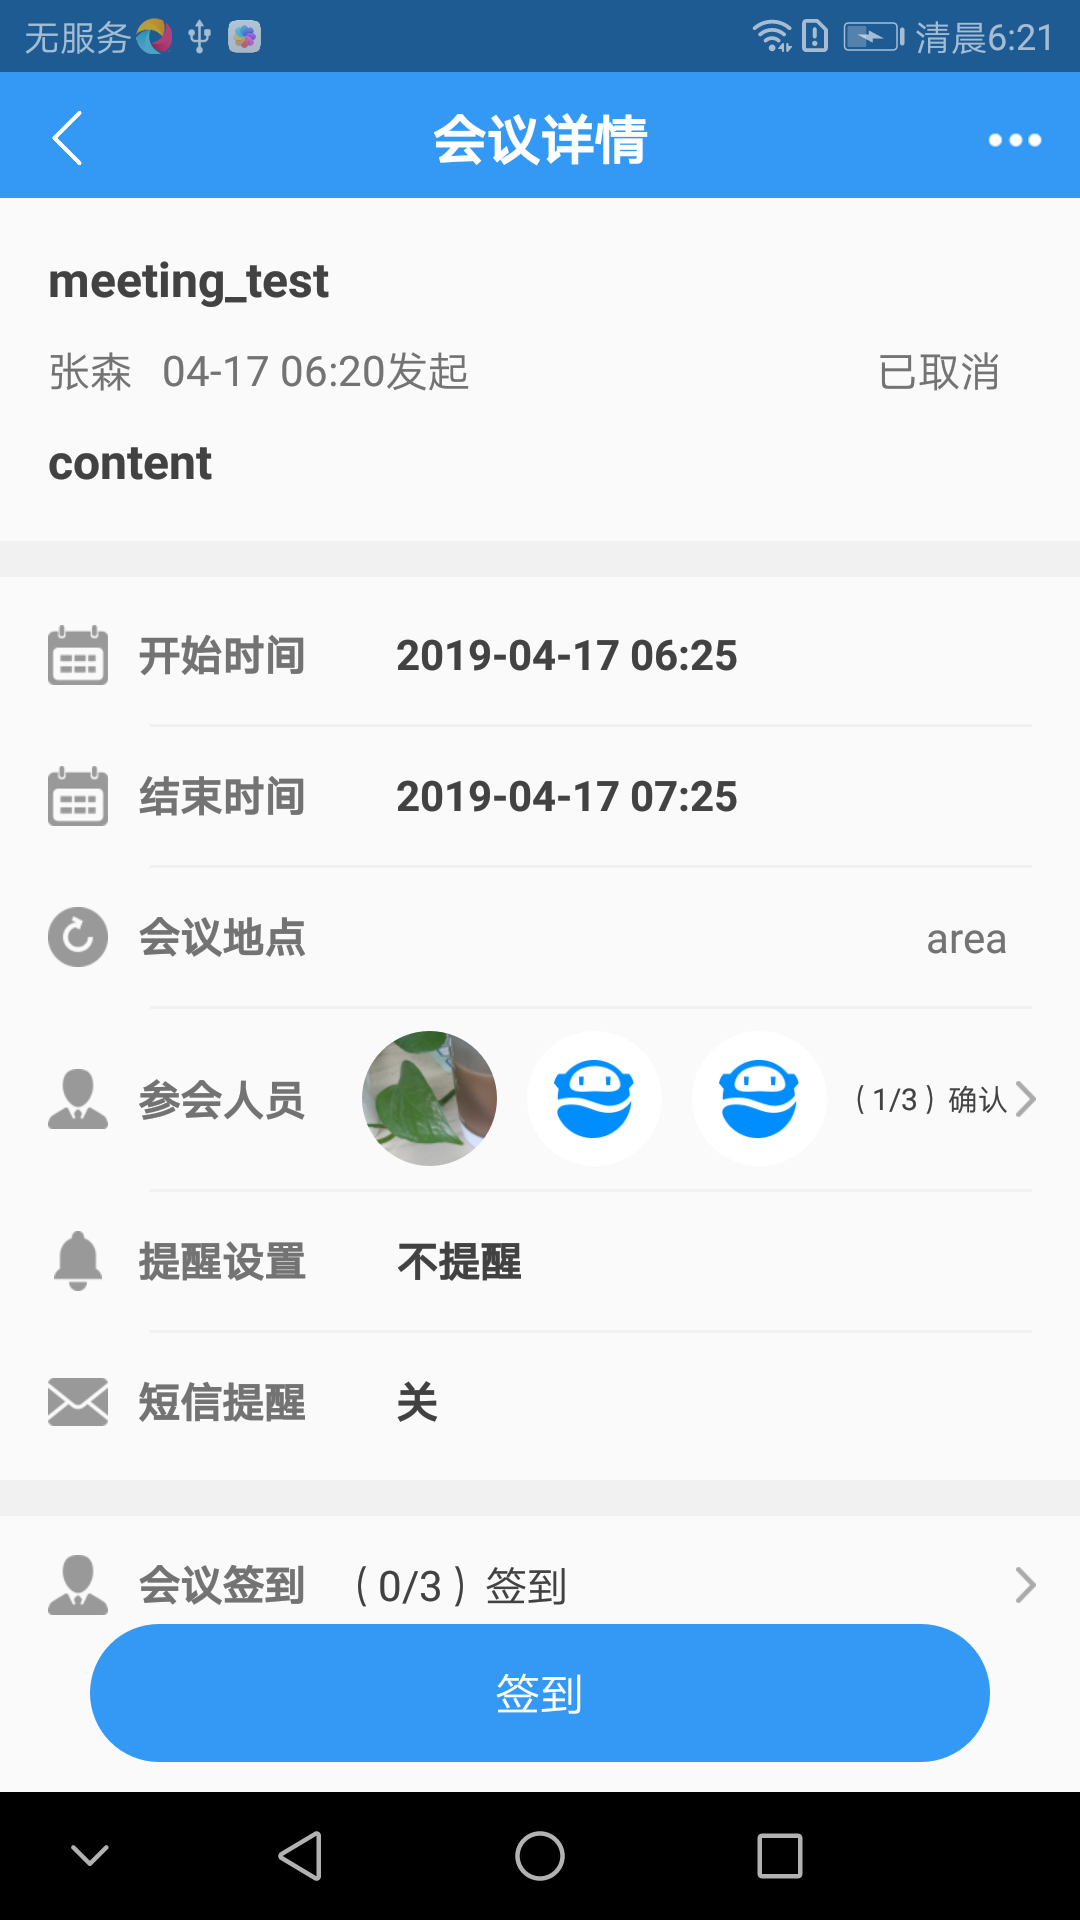 无服务 清晨6:21
会议详情
meeting_test
张森 04-17 06:20发起 已取消
content
开始时间 2019-04-17 06:25
结束时间 2019-04-17 07:25
会议地点 area
参会人员 （1/3）确认
提醒设置 不提醒
短信提醒 关
会议签到 （0/3）签到
签到